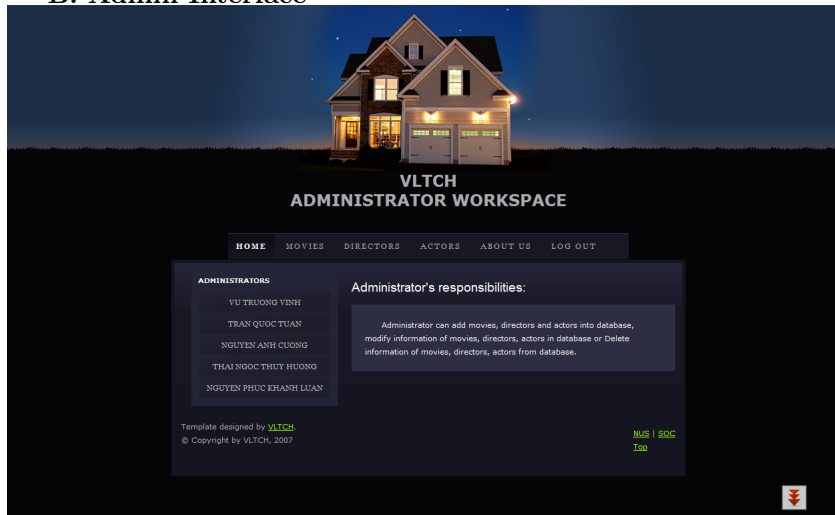 B. Admin Interface
VLTCH
ADMINISTRATOR WORKSPACE
HOME MOVIES DIRECTORS ACTORS ABOUT US LOG OUT
ADMINISTRATORS
VU TRUONG VINH
TRAN QUOC TUAN
NGUYEN ANH CUONG
THAI NGOC THUY HUONG
NGUYEN PHUC KHANH LUAN
Administrator's responsibilities:
Administrator can add movies, directors and actors into database,
modify information of movies, directors, actors in database or Delete
information of movies, directors, actors from database.
Template designed by VLTCH.
© Copyright by VLTCH, 2007
NUS | SOC
Top